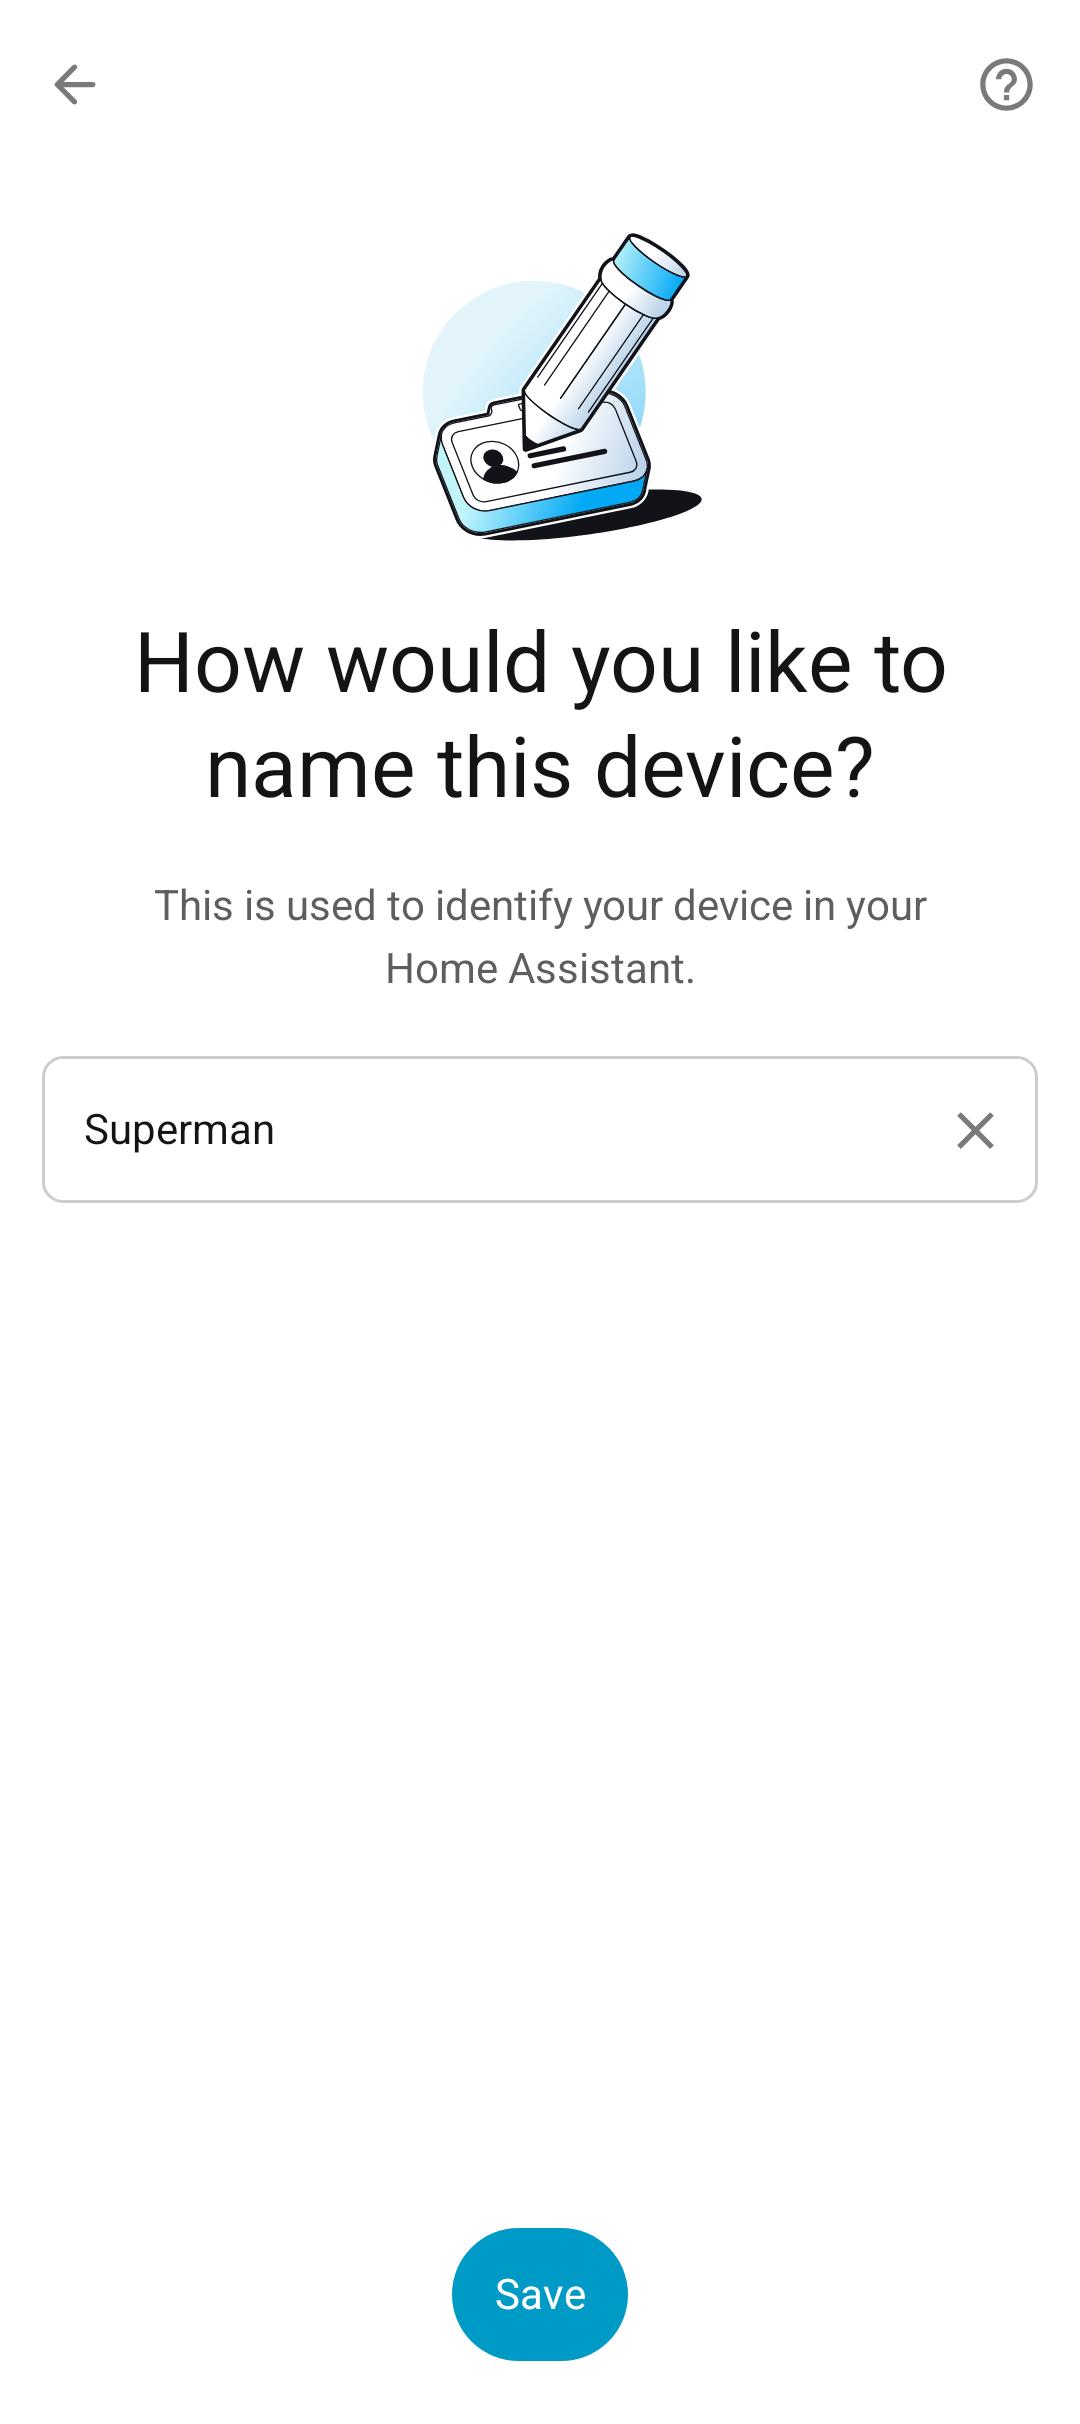 How would you like to
name this device?
This is used to identify your device in your
Home Assistant.
Superman
Save